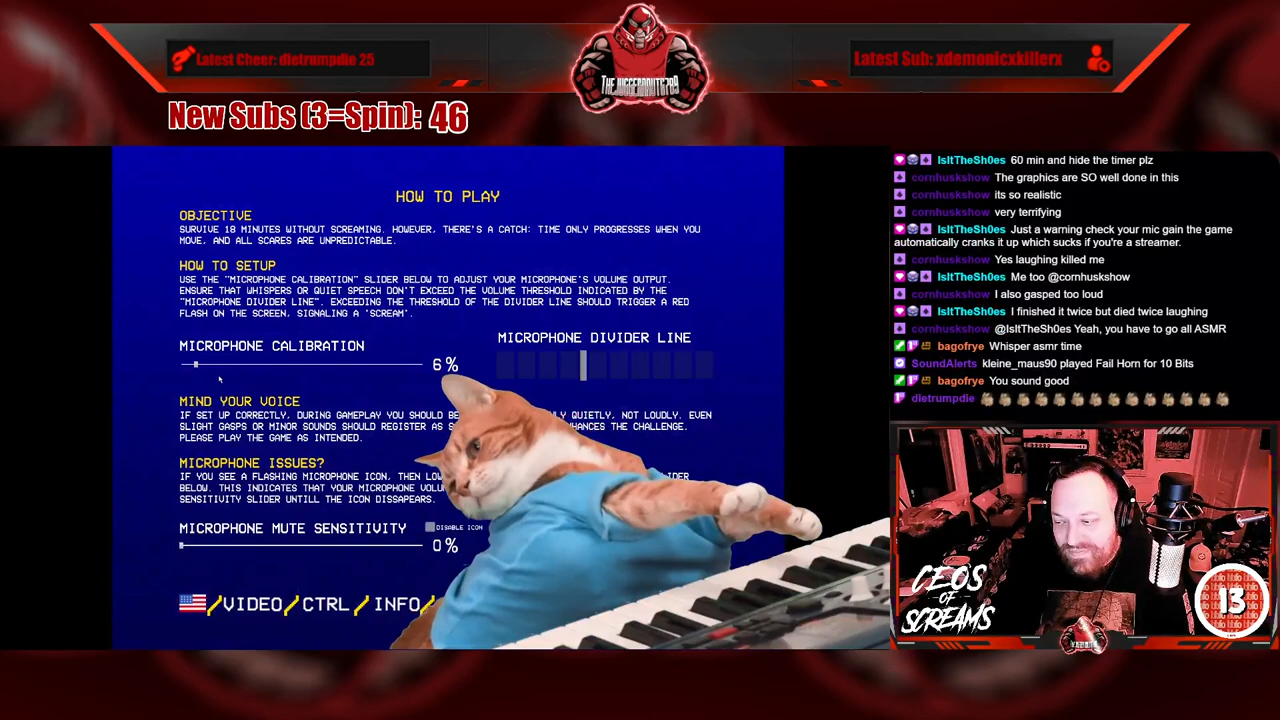 Latest Cheer: dietrumpdie 25
THEJUGGERNAUT6789
Latest Sub: xdemonicxkillerx
New Subs (3=Spin): 46
HOW TO PLAY
OBJECTIVE
SURVIVE 18 MINUTES WITHOUT SCREAMING. HOWEVER, THERE'S A CATCH: TIME ONLY PROGRESSES WHEN YOU
MOVE, AND ALL SCARES ARE UNPREDICTABLE.
HOW TO SETUP
USE THE "MICROPHONE CALIBRATION" SLIDER BELOW TO ADJUST YOUR MICROPHONE'S VOLUME OUTPUT.
ENSURE THAT WHISPERS OR QUIET SPEECH DON'T EXCEED THE VOLUME THRESHOLD INDICATED BY THE
"MICROPHONE DIVIDER LINE". EXCEEDING THE THRESHOLD OF THE DIVIDER LINE SHOULD TRIGGER A RED
FLASH ON THE SCREEN, SIGNALING A 'SCREAM'.
MICROPHONE CALIBRATION
6 %
MICROPHONE DIVIDER LINE
MIND YOUR VOICE
IF SET UP CORRECTLY, DURING GAMEPLAY YOU SHOULD BE LY QUIETLY, NOT LOUDLY. EVEN
SLIGHT GASPS OR MINOR SOUNDS SHOULD REGISTER AS HANCES THE CHALLENGE.
PLEASE PLAY THE GAME AS INTENDED.
MICROPHONE ISSUES?
IF YOU SEE A FLASHING MICROPHONE ICON, THEN LOW
BELOW. THIS INDICATES THAT YOUR MICROPHONE VOLU
SENSITIVITY SLIDER UNTILL THE ICON DISSAPEARS.
MICROPHONE MUTE SENSITIVITY
DISABLE ICON
0 %
VIDEO/CTRL/INFO/
IsItTheSh0es 60 min and hide the timer plz
cornhuskshow The graphics are SO well done in this
cornhuskshow its so realistic
cornhuskshow very terrifying
IsItTheSh0es Just a warning check your mic gain the game
automatically cranks it up which sucks if you're a streamer.
cornhuskshow Yes laughing killed me
IsItTheSh0es Me too @cornhuskshow
cornhuskshow I also gasped too loud
IsItTheSh0es I finished it twice but died twice laughing
cornhuskshow @IsItTheSh0es Yeah, you have to go all ASMR
bagofrye Whisper asmr time
SoundAlerts kleine_maus90 played Fail Horn for 10 Bits
bagofrye You sound good
dietrumpdie
CEOS
OF
SCREAMS
13